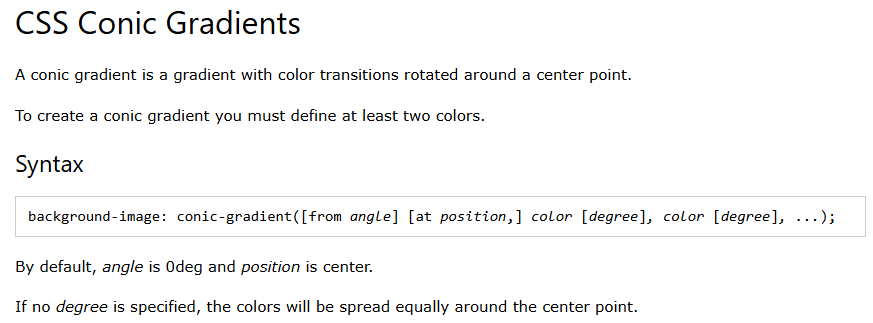 CSS Conic Gradients
A conic gradient is a gradient with color transitions rotated around a center point.
To create a conic gradient you must define at least two colors.
Syntax
background-image: conic-gradient([from angle] [at position,] color [degree], color [degree], ...);
By default, angle is 0deg and position is center.
If no degree is specified, the colors will be spread equally around the center point.